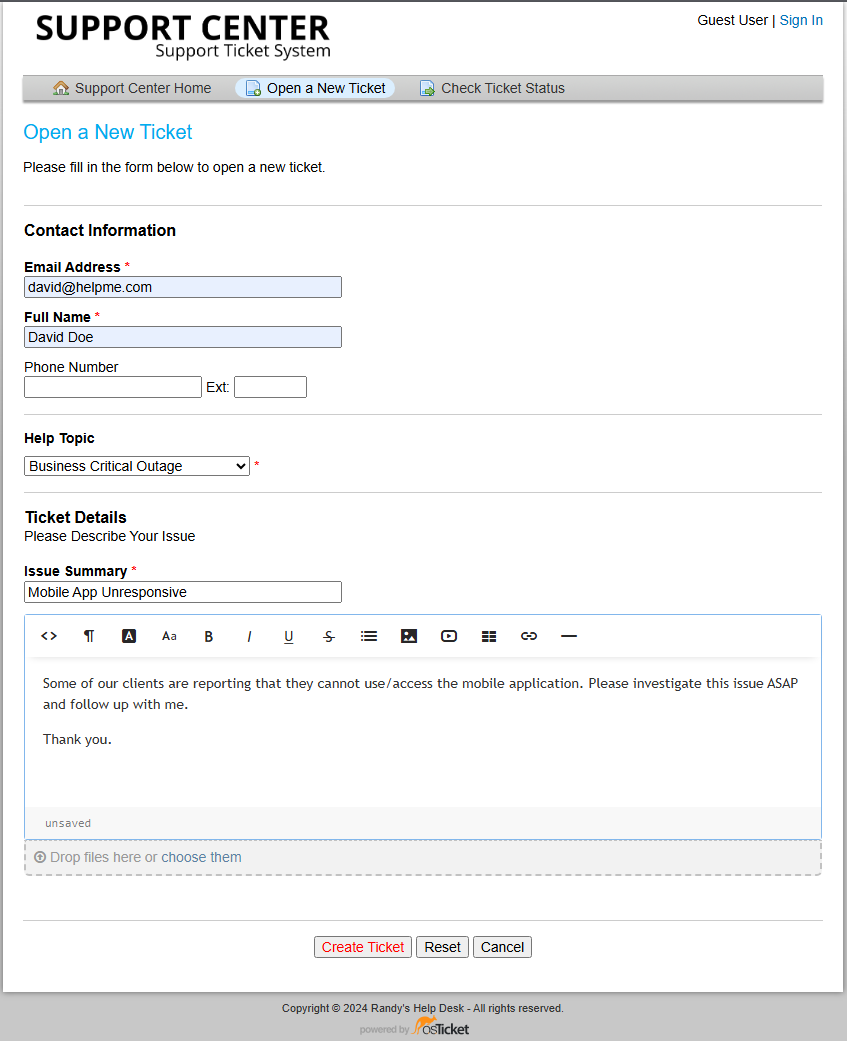 SUPPORT CENTER
Support Ticket System
Guest User | Sign In
Support Center Home
Open a New Ticket
Check Ticket Status
Open a New Ticket
Please fill in the form below to open a new ticket.
Contact Information
Email Address *
david@helpme.com
Full Name *
David Doe
Phone Number
Ext:
Help Topic
Business Critical Outage *
Ticket Details
Please Describe Your Issue
Issue Summary *
Mobile App Unresponsive
<> ¶ A Aa B I U S
Some of our clients are reporting that they cannot use/access the mobile application. Please investigate this issue ASAP
and follow up with me.
Thank you.
unsaved
Drop files here or choose them
Create Ticket
Reset
Cancel
Copyright © 2024 Randy's Help Desk - All rights reserved.
powered by osTicket